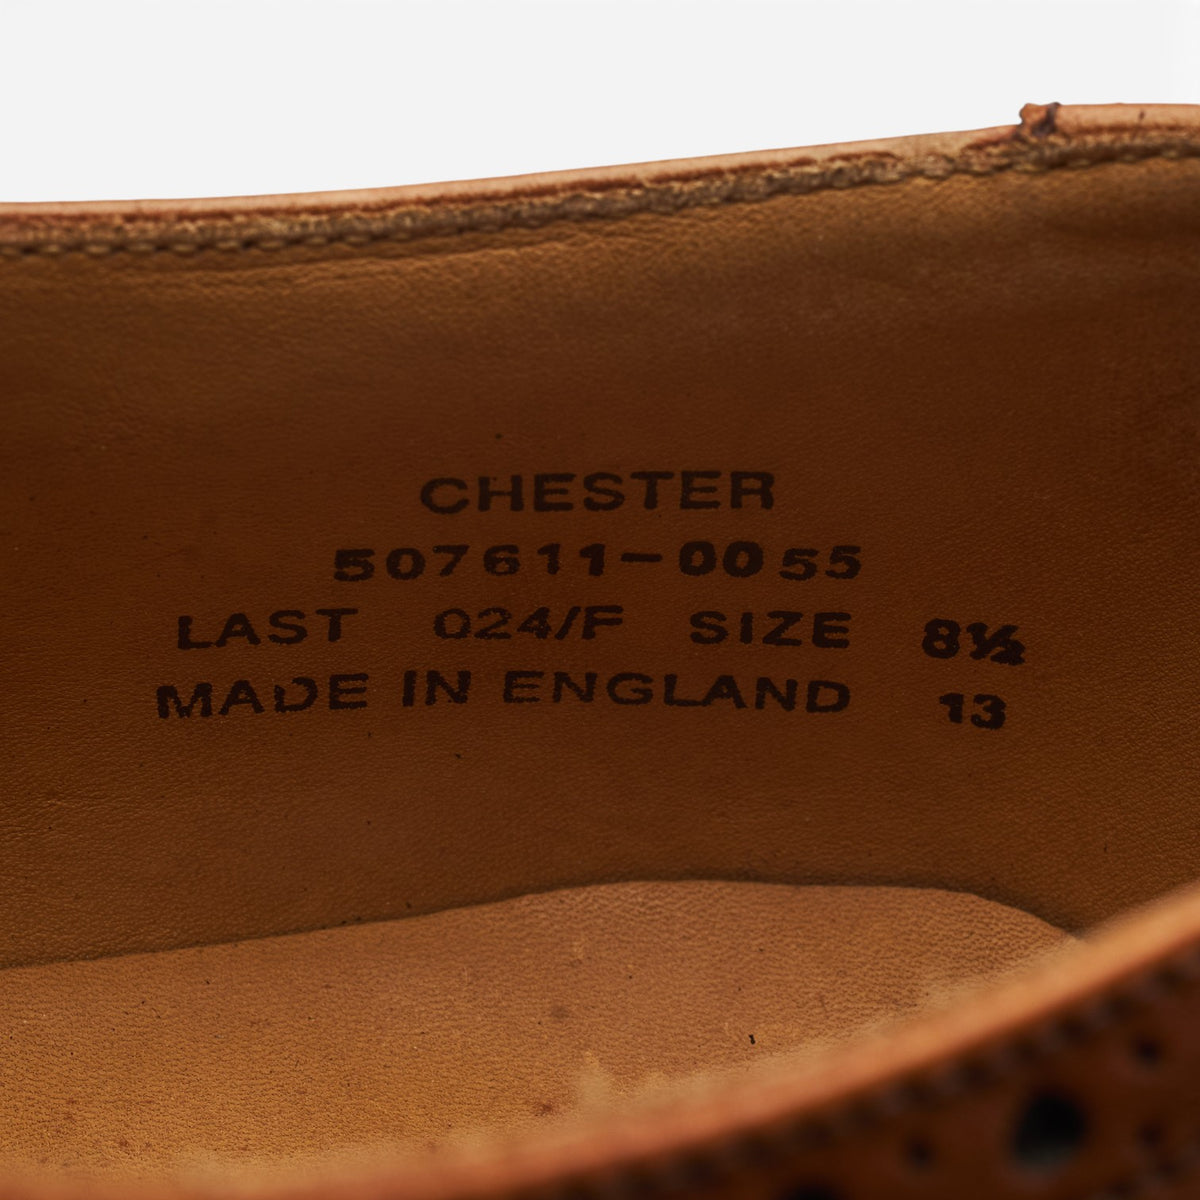 CHESTER
507611-0055
LAST 024/F SIZE 8½
MADE IN ENGLAND 13